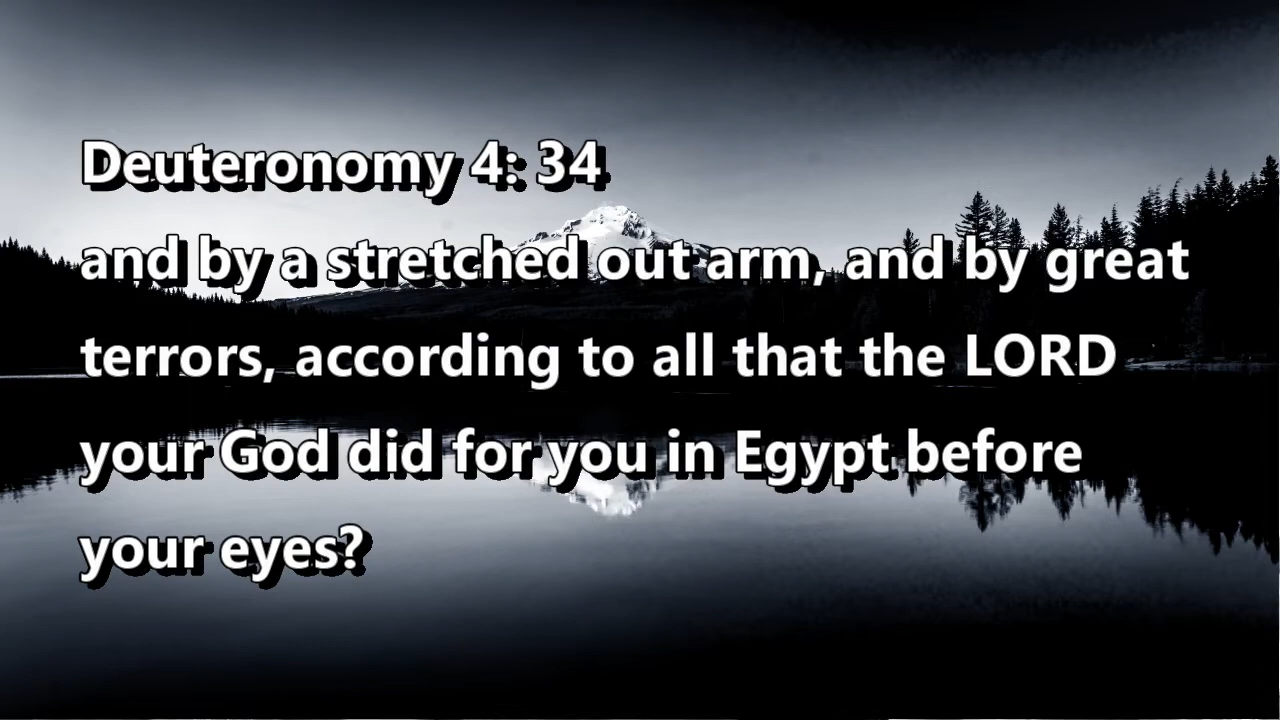 Deuteronomy 4: 34
and by a stretched out arm, and by great
terrors, according to all that the LORD
your God did for you in Egypt before
your eyes?